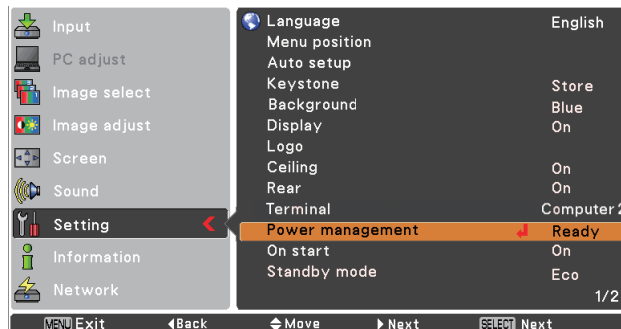 Input
PC adjust
Image select
Image adjust
Screen
Sound
Setting
Information
Network
Language English
Menu position
Auto setup
Keystone Store
Background Blue
Display On
Logo
Ceiling On
Rear On
Terminal Computer 2
Power management Ready
On start On
Standby mode Eco
1/2
MENU Exit Back Move Next SELECT Next